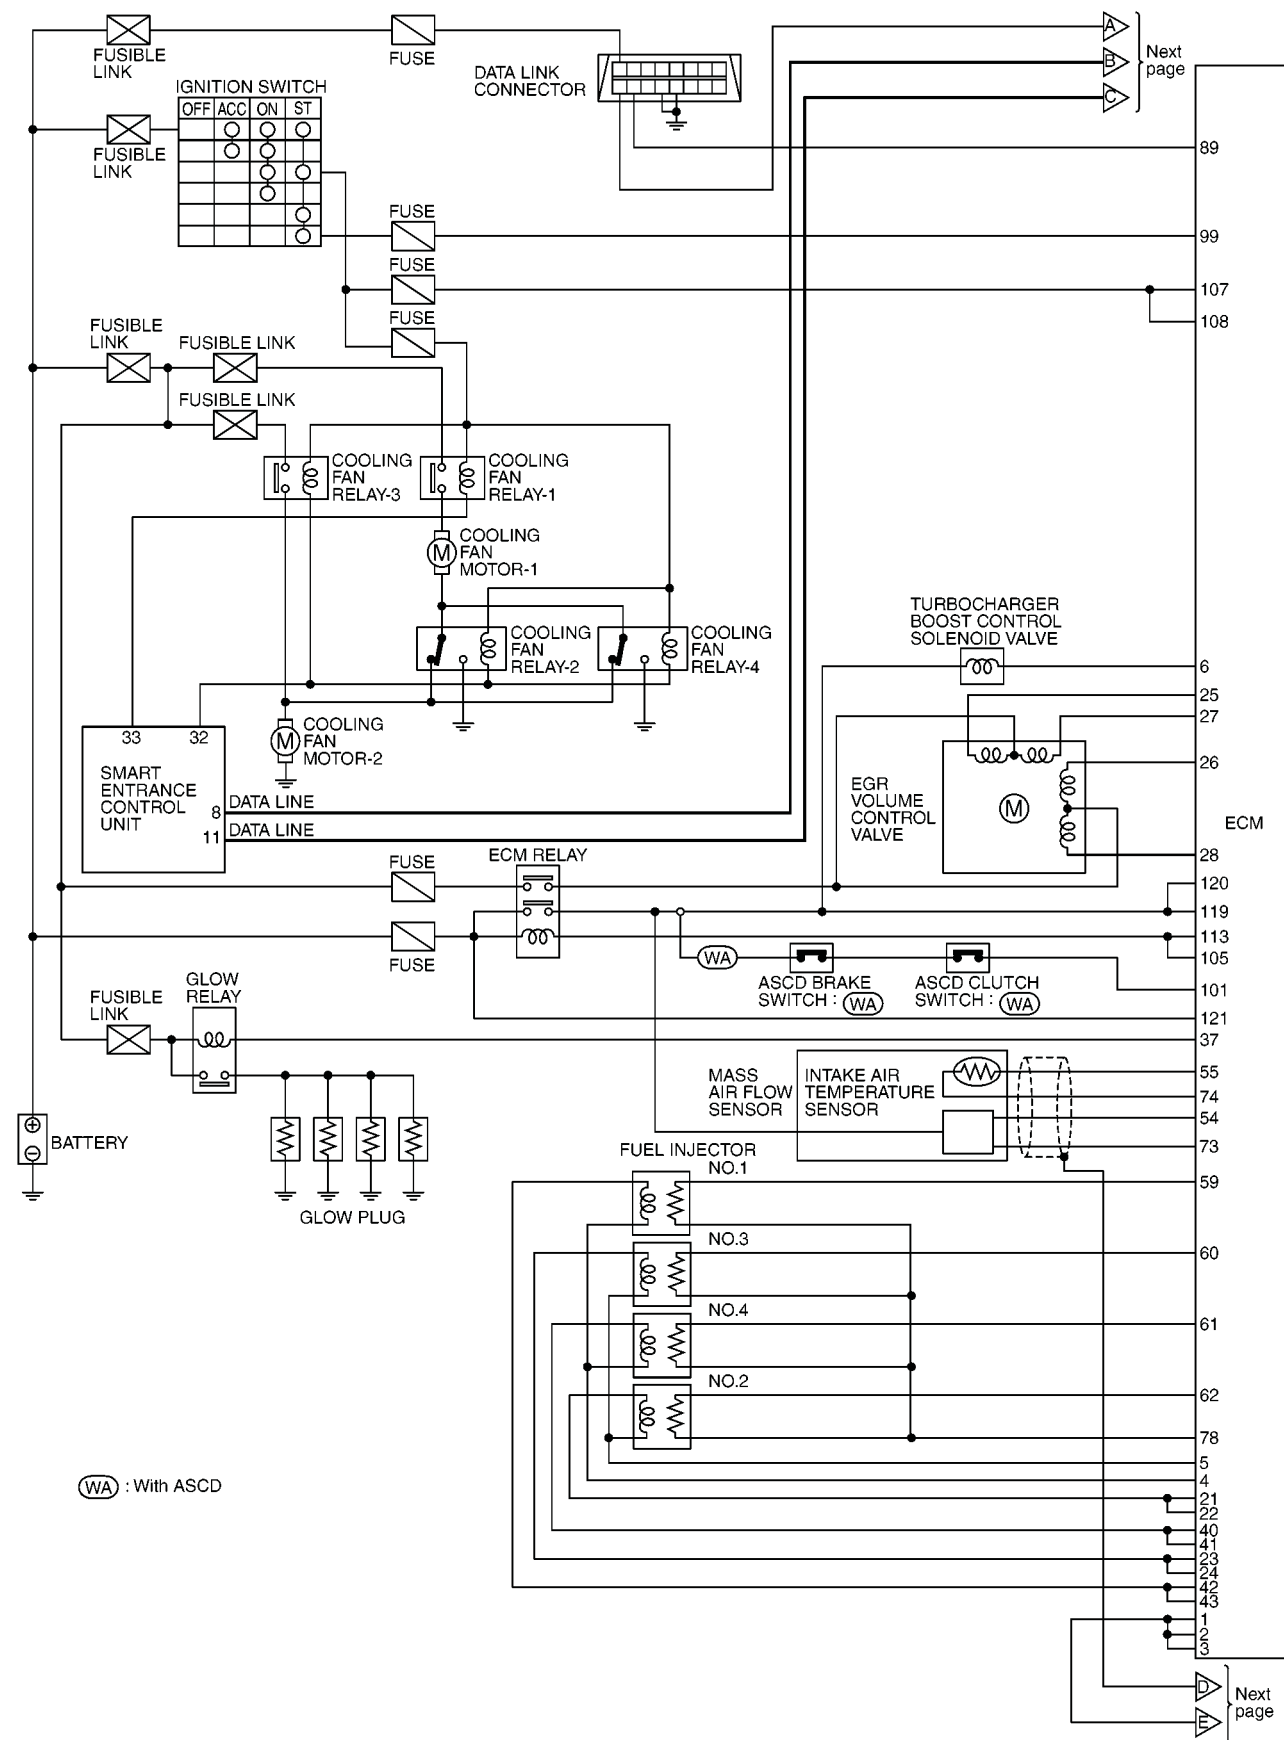 A
FUSIBLE
LINK
FUSE
DATA LINK
CONNECTOR
B
Next
page
IGNITION SWITCH
C
OFF ACC ON ST
FUSIBLE
LINK
89
FUSE
99
FUSE
107
FUSE
108
FUSIBLE
LINK
FUSIBLE LINK
FUSIBLE LINK
COOLING
FAN
RELAY-3
COOLING
FAN
RELAY-1
COOLING
FAN
MOTOR-1
M
TURBOCHARGER
BOOST CONTROL
SOLENOID VALVE
COOLING
FAN
RELAY-2
COOLING
FAN
RELAY-4
6
25
27
COOLING
FAN
MOTOR-2
M
33 32
SMART
ENTRANCE
CONTROL
UNIT
8
DATA LINE
11
DATA LINE
26
EGR
VOLUME
CONTROL
VALVE
M
ECM
28
FUSE
ECM RELAY
120
119
113
105
FUSE
WA
ASCD BRAKE
SWITCH : WA
ASCD CLUTCH
SWITCH : WA
101
GLOW
RELAY
FUSIBLE
LINK
121
37
MASS
AIR FLOW
SENSOR
INTAKE AIR
TEMPERATURE
SENSOR
55
74
54
73
BATTERY
GLOW PLUG
FUEL INJECTOR
NO.1
59
NO.3
60
NO.4
61
NO.2
62
78
5
4
WA : With ASCD
21
22
40
41
23
24
42
43
1
2
3
D
Next
page
E